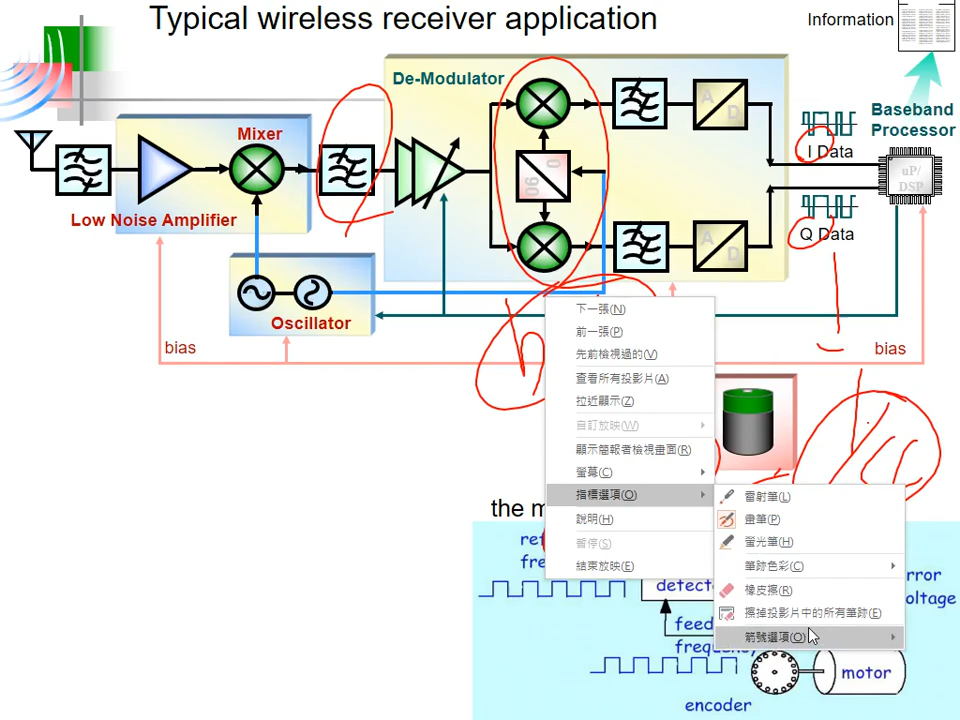 Typical wireless receiver application
Information
De-Modulator
Baseband
Processor
Mixer
Low Noise Amplifier
Oscillator
bias
bias
0
90
A
D
A
D
I Data
Q Data
uP/
DSP
下一張(N)
前一張(P)
先前檢視過的(V)
查看所有投影片(A)
拉近顯示(Z)
自訂放映(W)
顯示簡報者檢視畫面(R)
螢幕(C)
指標選項(O)
說明(H)
暫停(S)
結束放映(E)
雷射筆(L)
畫筆(P)
螢光筆(H)
筆跡色彩(C)
橡皮擦(R)
擦掉投影片中的所有筆跡(E)
箭號選項(O)
the
detecto
rror
oltage
feed
frequency
encoder
motor